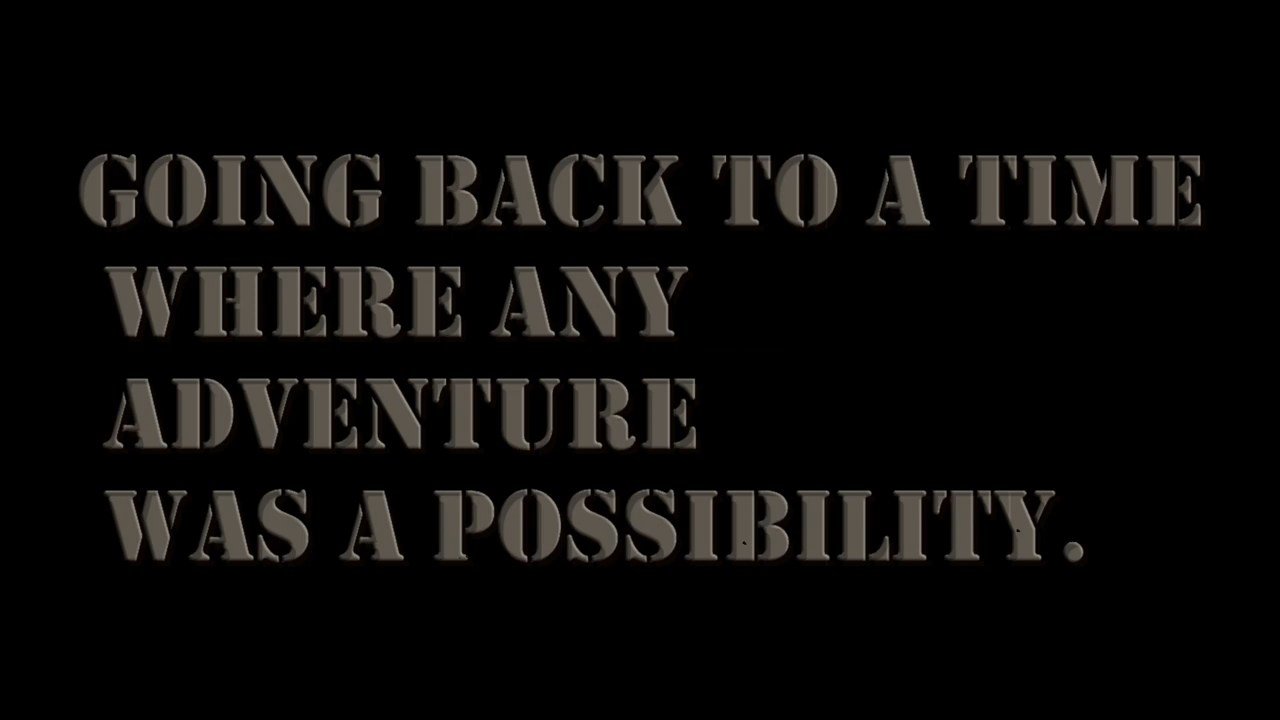 GOING BACK TO A TIME
WHERE ANY
ADVENTURE
WAS A POSSIBILITY.